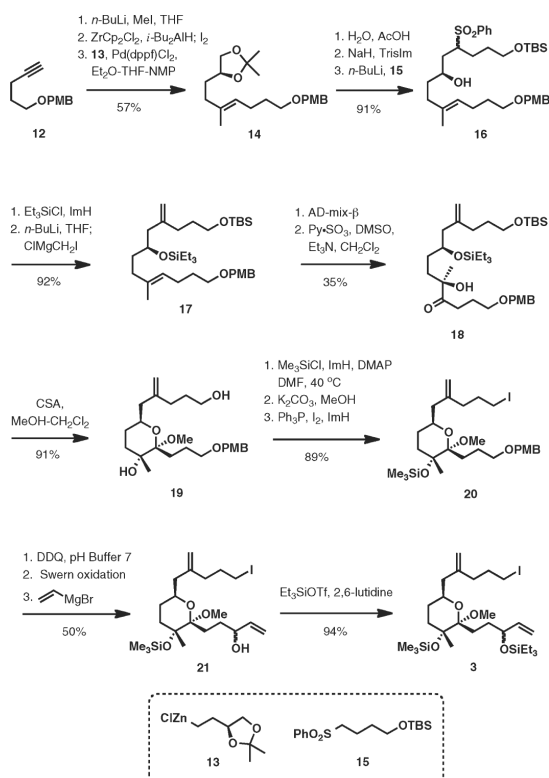 1. n-BuLi, MeI, THF
2. ZrCp2Cl2, i-Bu2AlH; I2
3. 13, Pd(dppf)Cl2,
Et2O-THF-NMP
57%
OPMB
12
O
O
OPMB
14
1. H2O, AcOH
2. NaH, TrisIm
3. n-BuLi, 15
91%
SO2Ph
OTBS
OH
OPMB
16
1. Et3SiCl, ImH
2. n-BuLi, THF;
ClMgCH2I
92%
OTBS
OSiEt3
OPMB
17
1. AD-mix-β
2. Py•SO3, DMSO,
Et3N, CH2Cl2
35%
OTBS
OSiEt3
OH
O
OPMB
18
CSA,
MeOH-CH2Cl2
91%
OH
O
OMe
HO
OPMB
19
1. Me3SiCl, ImH, DMAP
DMF, 40 °C
2. K2CO3, MeOH
3. Ph3P, I2, ImH
89%
I
O
OMe
Me3SiO
OPMB
20
1. DDQ, pH Buffer 7
2. Swern oxidation
3. MgBr
50%
I
O
OMe
Me3SiO
OH
21
Et3SiOTf, 2,6-lutidine
94%
I
O
OMe
Me3SiO
OSiEt3
3
ClZn
O
O
13
PhO2S
OTBS
15